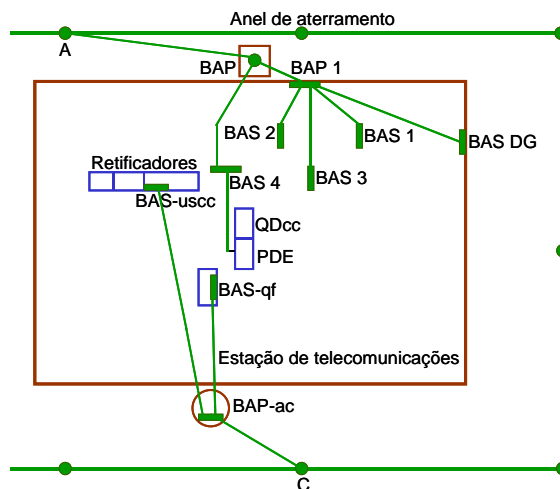 Anel de aterramento
A
BAP
BAP 1
BAS 2
BAS 1
BAS DG
Retificadores
BAS 4
BAS 3
BAS-uscc
QDcc
PDE
BAS-qf
Estação de telecomunicações
BAP-ac
C